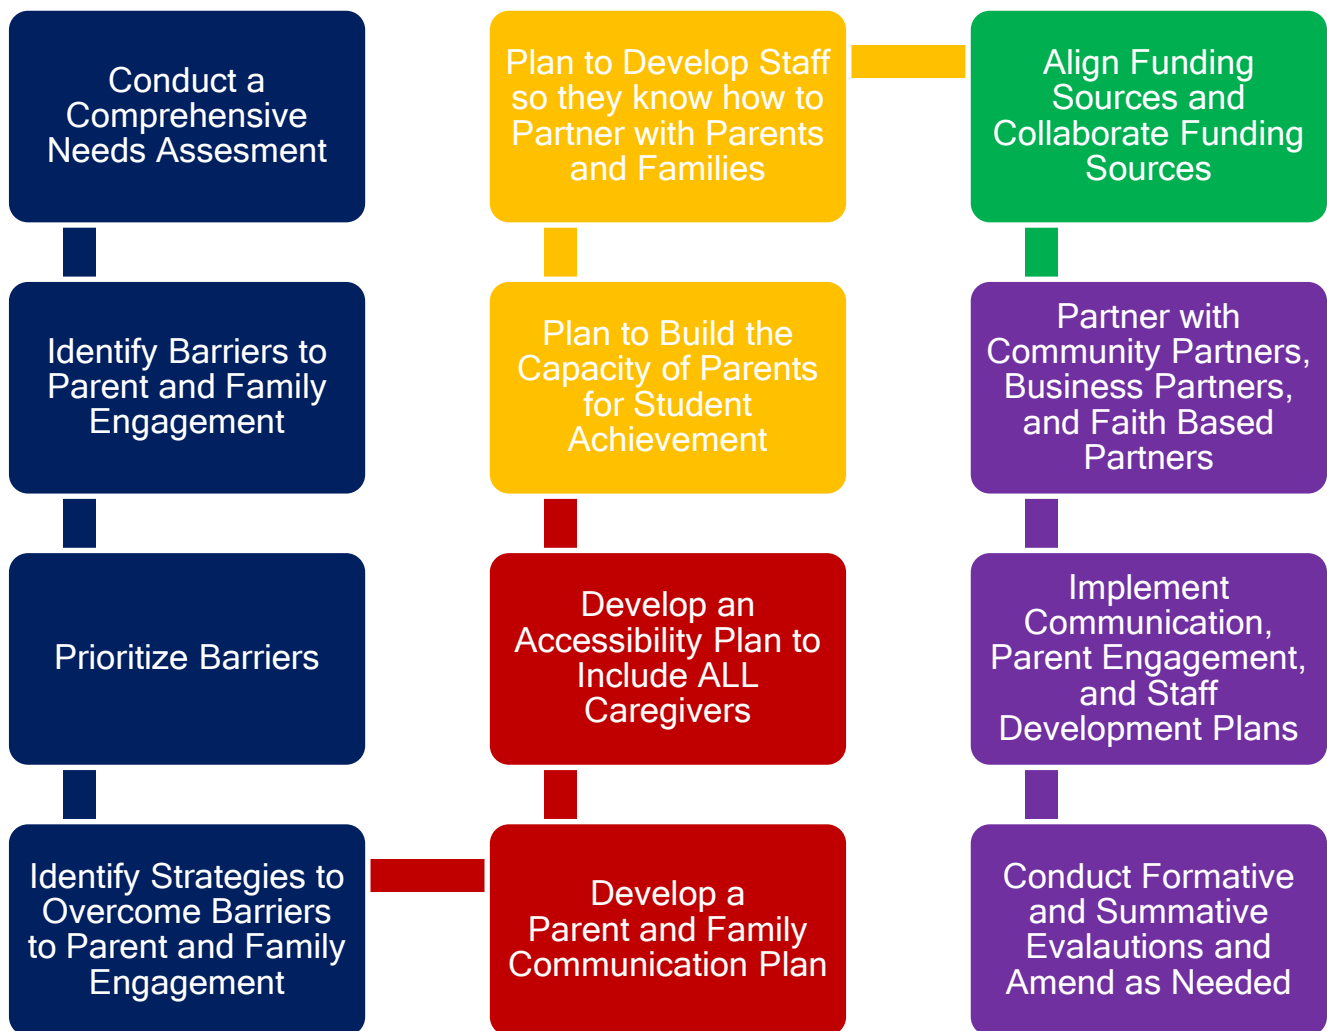 Conduct a
Comprehensive
Needs Assesment
Identify Barriers to
Parent and Family
Engagement
Prioritize Barriers
Identify Strategies to
Overcome Barriers
to Parent and Family
Engagement
Develop a
Parent and Family
Communication Plan
Develop an
Accessibility Plan to
Include ALL
Caregivers
Plan to Build the
Capacity of Parents
for Student
Achievement
Plan to Develop Staff
so they know how to
Partner with Parents
and Families
Align Funding
Sources and
Collaborate Funding
Sources
Partner with
Community Partners,
Business Partners,
and Faith Based
Partners
Implement
Communication,
Parent Engagement,
and Staff
Development Plans
Conduct Formative
and Summative
Evalautions and
Amend as Needed